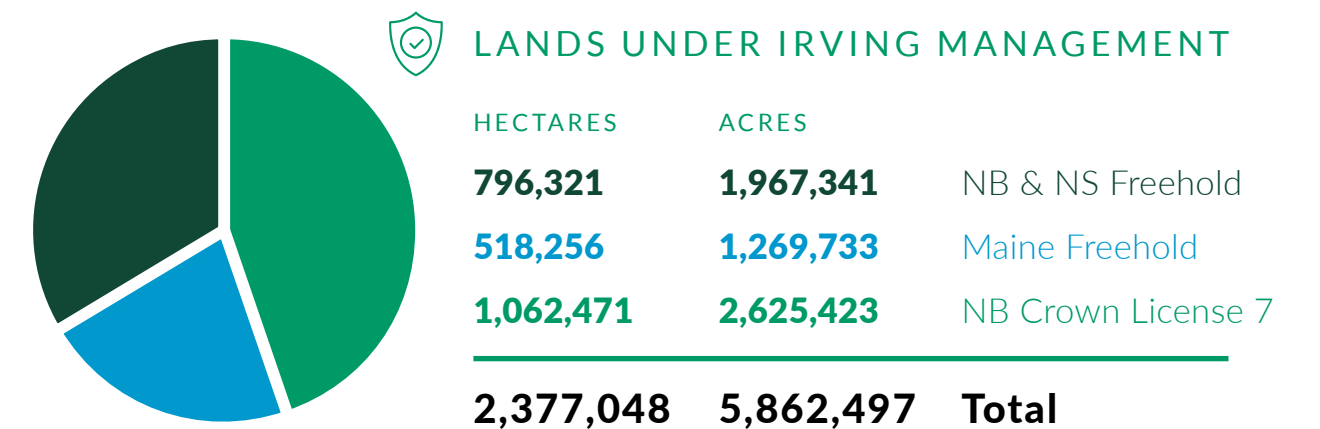 LANDS UNDER IRVING MANAGEMENT
HECTARES ACRES
796,321 1,967,341 NB & NS Freehold
518,256 1,269,733 Maine Freehold
1,062,471 2,625,423 NB Crown License 7
2,377,048 5,862,497 Total